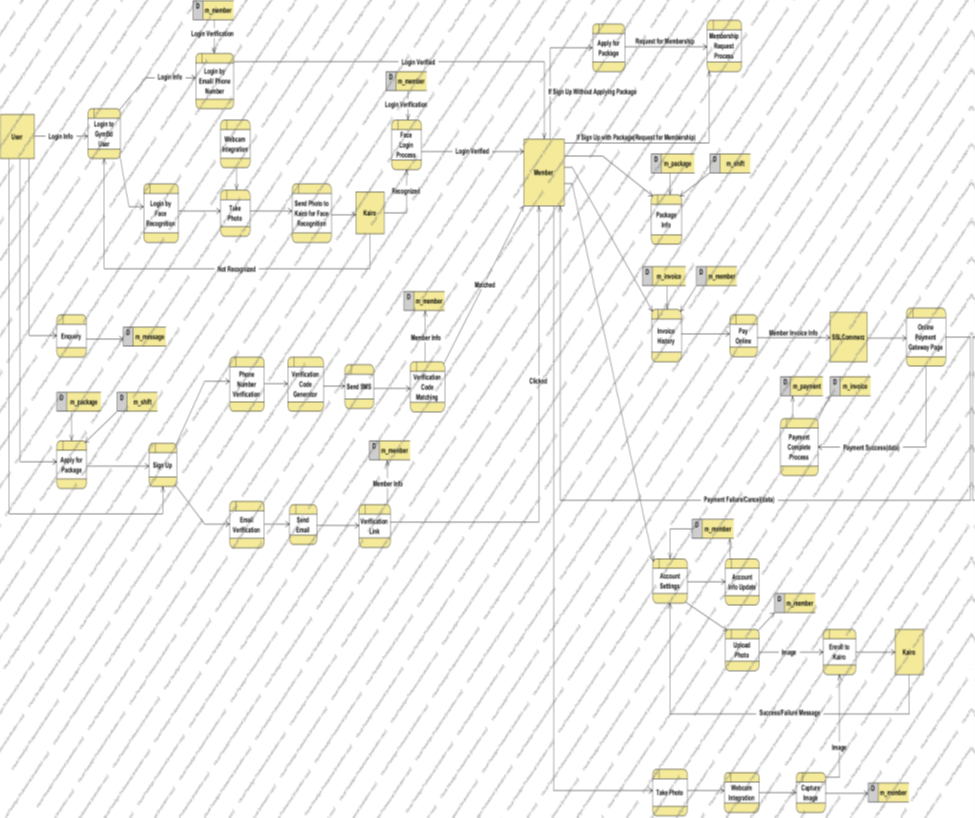 D m_member
Login Verification
Login by
Email/ Phone
Number
Login Info
Login Verified
D m_member
Login Verification
Apply for
Package
Request for Membership
Membership
Request
Process
If Sign Up Without Applying Package
User
Login Info
Login to
User
Webcam
Integration
Face
Login
Process
Login Verified
If Sign Up with Package(Request for Membership)
Member
D m_package
D m_shift
Login by
Face
Recognition
Take
Photo
Send Photo to
Kairo for Face
Recognition
Kairo
Recognized
Package
Info
Not Recognized
D m_invoice
D m_member
Matched
D m_member
Enquiry
D m_message
Member Info
Invoice
History
Pay
Online
Member Invoice Info
SSLCommerz
Online
Payment
Gateway Page
Phone
Number
Verification
Verification
Code
Generator
Send SMS
Verification
Code
Matching
Clicked
D m_payment
D m_invoice
D m_package
D m_shift
Apply for
Package
Sign Up
D m_member
Member Info
Payment
Complete
Process
Payment Success(data)
Payment Failure/Cancel(data)
Email
Verification
Send
Email
Verification
Link
D m_member
Account
Settings
Account
Info Update
D m_member
Upload
Photo
Image
Enroll to
Kairo
Kairo
Success/Failure Message
Image
Take Photo
Webcam
Integration
Capture
Image
D m_member